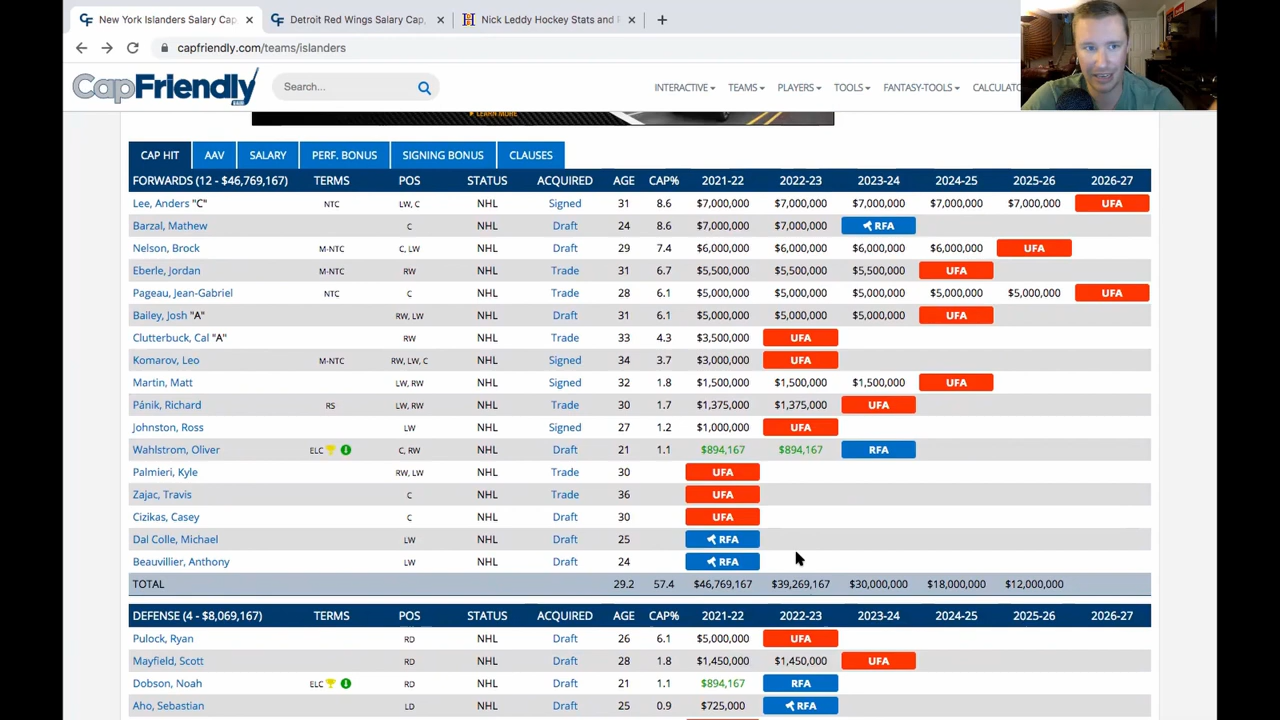 New York Islanders Salary Cap × Detroit Red Wings Salary Cap, × Nick Leddy Hockey Stats and × +
capfriendly.com/teams/islanders
CapFriendly Search... INTERACTIVE TEAMS PLAYERS TOOLS FANTASY-TOOLS
LEARN MORE
CAP HIT AAV SALARY PERF. BONUS SIGNING BONUS CLAUSES
FORWARDS (12 - $46,769,167) TERMS POS STATUS ACQUIRED AGE CAP% 2021-22 2022-23 2023-24 2024-25 2025-26 2026-27
Lee, Anders "C" NTC LW, C NHL Signed 31 8.6 $7,000,000 $7,000,000 $7,000,000 $7,000,000 $7,000,000 UFA
Barzal, Mathew C NHL Draft 24 8.6 $7,000,000 $7,000,000 RFA
Nelson, Brock M-NTC C, LW NHL Draft 29 7.4 $6,000,000 $6,000,000 $6,000,000 $6,000,000 UFA
Eberle, Jordan M-NTC RW NHL Trade 31 6.7 $5,500,000 $5,500,000 $5,500,000 UFA
Pageau, Jean-Gabriel NTC C NHL Trade 28 6.1 $5,000,000 $5,000,000 $5,000,000 $5,000,000 $5,000,000 UFA
Bailey, Josh "A" RW, LW NHL Draft 31 6.1 $5,000,000 $5,000,000 $5,000,000 UFA
Clutterbuck, Cal "A" RW NHL Trade 33 4.3 $3,500,000 UFA
Komarov, Leo M-NTC RW, LW, C NHL Signed 34 3.7 $3,000,000 UFA
Martin, Matt LW, RW NHL Signed 32 1.8 $1,500,000 $1,500,000 $1,500,000 UFA
Pánik, Richard RS LW, RW NHL Trade 30 1.7 $1,375,000 $1,375,000 UFA
Johnston, Ross LW NHL Signed 27 1.2 $1,000,000 UFA
Wahlstrom, Oliver ELC C, RW NHL Draft 21 1.1 $894,167 $894,167 RFA
Palmieri, Kyle RW, LW NHL Trade 30 UFA
Zajac, Travis C NHL Trade 36 UFA
Cizikas, Casey C NHL Draft 30 UFA
Dal Colle, Michael LW NHL Draft 25 RFA
Beauvillier, Anthony LW NHL Draft 24 RFA
TOTAL 29.2 57.4 $46,769,167 $39,269,167 $30,000,000 $18,000,000 $12,000,000
DEFENSE (4 - $8,069,167) TERMS POS STATUS ACQUIRED AGE CAP% 2021-22 2022-23 2023-24 2024-25 2025-26 2026-27
Pulock, Ryan RD NHL Draft 26 6.1 $5,000,000 UFA
Mayfield, Scott RD NHL Draft 28 1.8 $1,450,000 $1,450,000 UFA
Dobson, Noah ELC RD NHL Draft 21 1.1 $894,167 RFA
Aho, Sebastian LD NHL Draft 25 0.9 $725,000 RFA